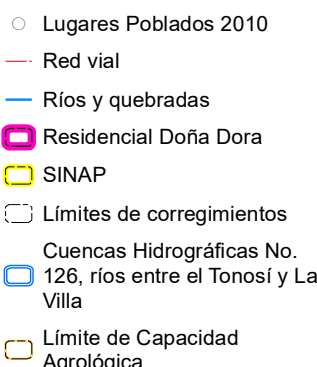 Lugares Poblados 2010
Red vial
Ríos y quebradas
Residencial Doña Dora
SINAP
Límites de corregimientos
Cuencas Hidrográficas No.
126, ríos entre el Tonosí y La
Villa
Límite de Capacidad
Agrológica